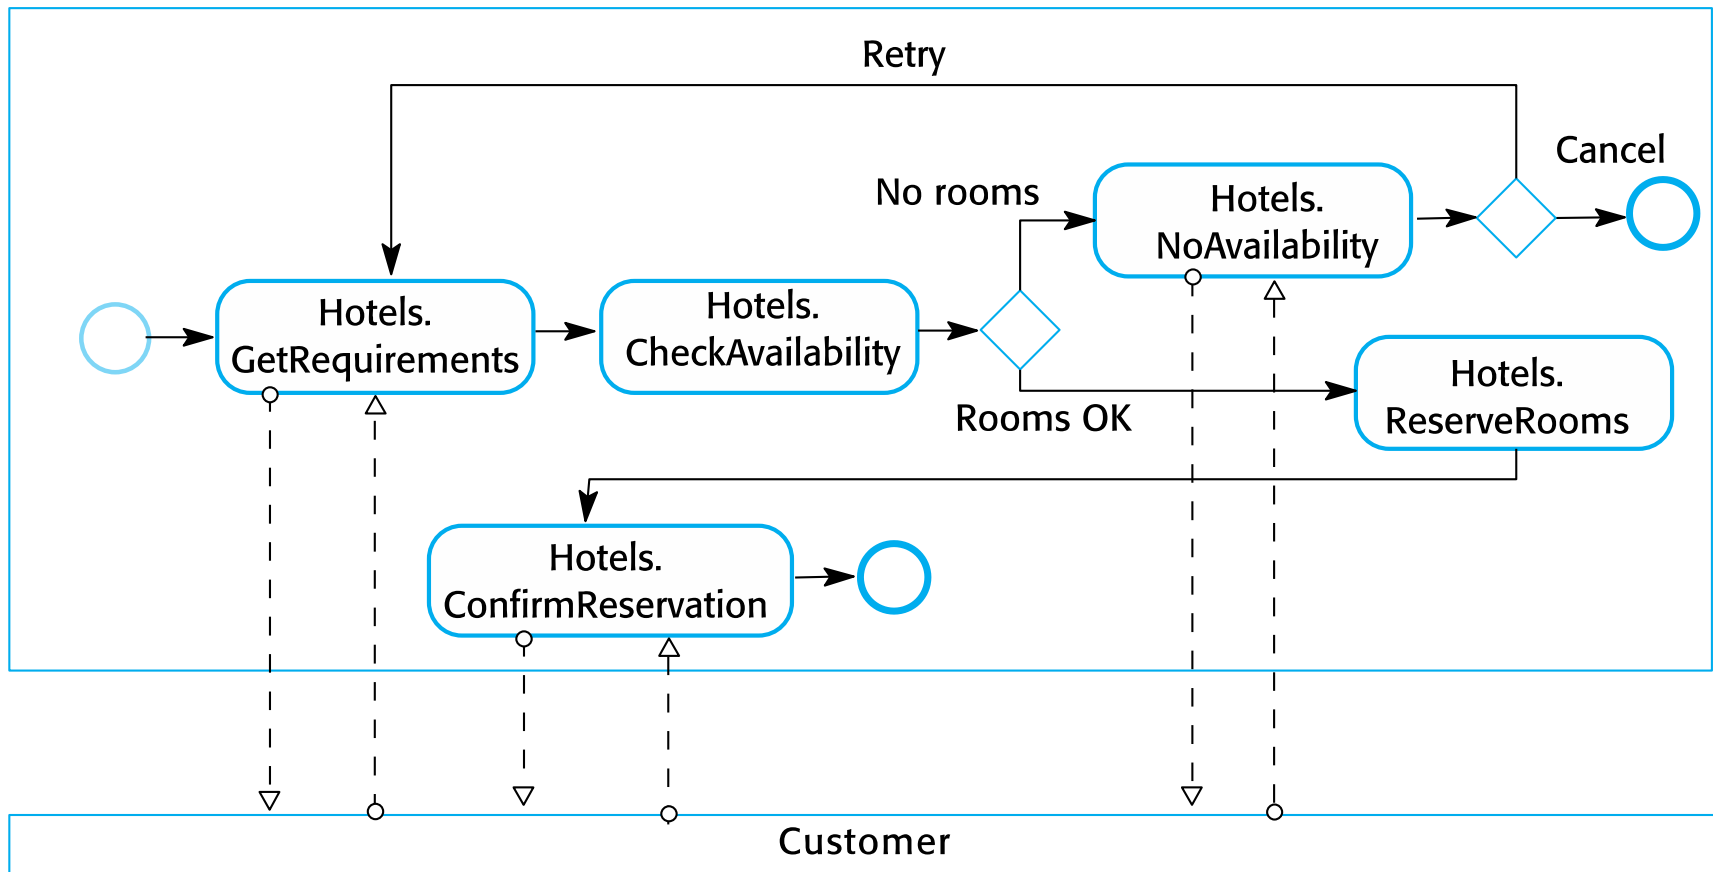 Retry
Cancel
No rooms
Hotels.
NoAvailability
Hotels.
GetRequirements
Hotels.
CheckAvailability
Hotels.
ReserveRooms
Rooms OK
Hotels.
ConfirmReservation
Customer